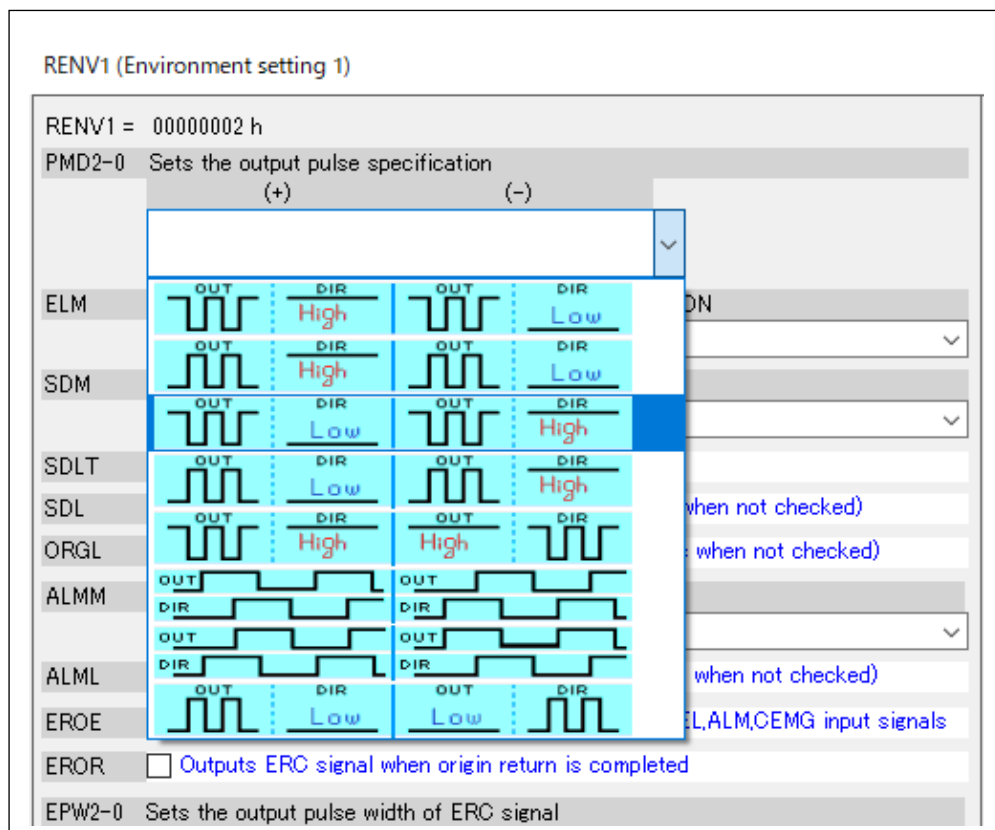 RENV1 (Environment setting 1)
RENV1 = 00000002 h
PMD2-0 Sets the output pulse specification
(+) (-)
ELM ON
OUT DIR OUT DIR
High Low
OUT DIR OUT DIR
High Low
SDM
OUT DIR OUT DIR
Low High
SDLT
OUT DIR OUT DIR
Low High
SDL when not checked)
OUT DIR OUT DIR
High High
ORGL when not checked)
OUT OUT
DIR DIR
ALMM
OUT OUT
DIR DIR
ALML when not checked)
OUT DIR OUT DIR
Low Low
EROE EL,ALM,CEMG input signals
EROR Outputs ERC signal when origin return is completed
EPW2-0 Sets the output pulse width of ERC signal